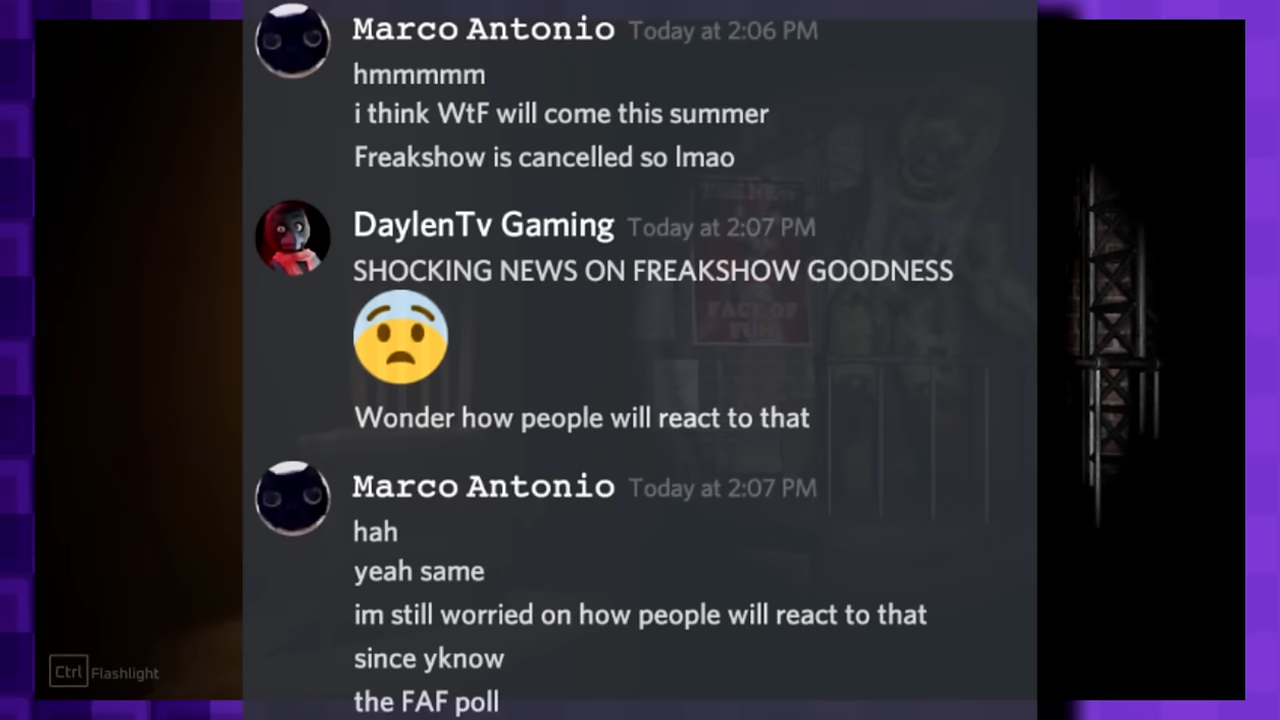 Marco Antonio Today at 2:06 PM
hmmmmm
i think WtF will come this summer
Freakshow is cancelled so lmao
DaylenTv Gaming Today at 2:07 PM
SHOCKING NEWS ON FREAKSHOW GOODNESS
Wonder how people will react to that
Marco Antonio Today at 2:07 PM
hah
yeah same
im still worried on how people will react to that
since yknow
the FAF poll
Ctrl Flashlight
FACT OF
FUN